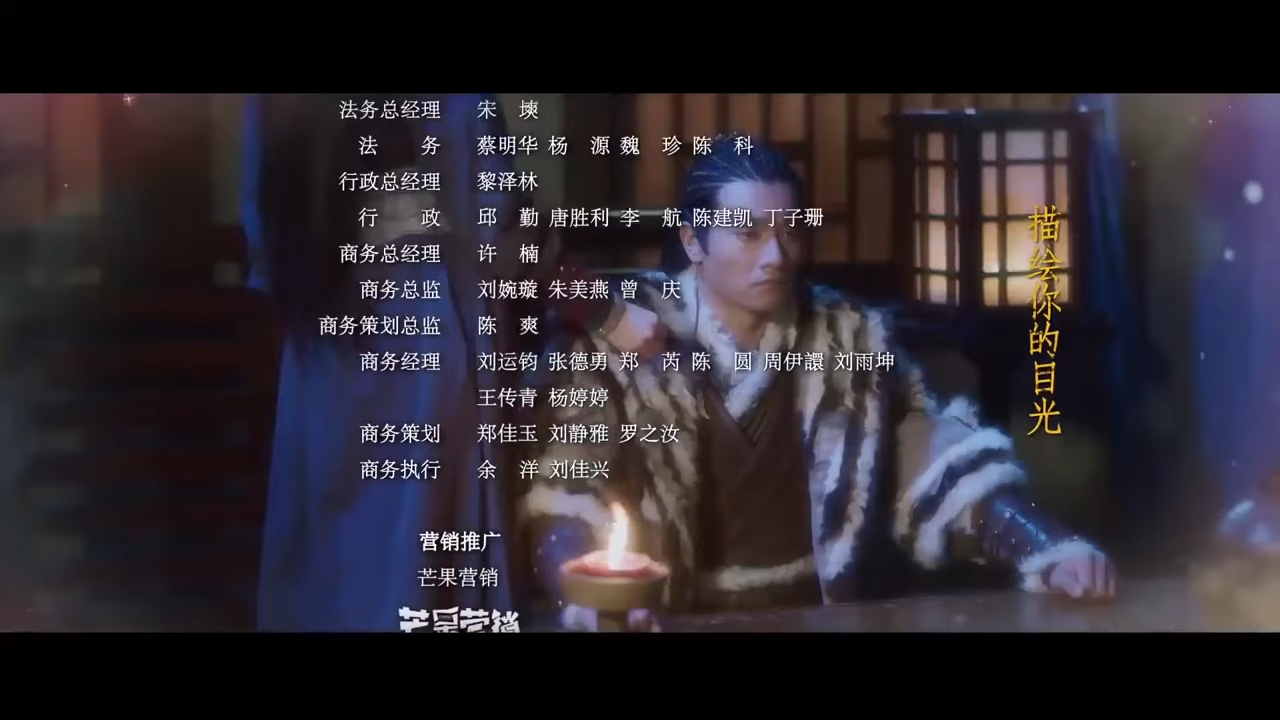 法务总经理 宋 㬇
法 务 蔡明华 杨 源 魏 珍 陈 科
行政总经理 黎泽林
行 政 邱 勤 唐胜利 李 航 陈建凯 丁子珊
商务总经理 许 楠
商务总监 刘婉璇 朱美燕 曾 庆
商务策划总监 陈 爽
商务经理 刘运钧 张德勇 郑 芮 陈 圆 周伊譞 刘雨坤
王传青 杨婷婷
商务策划 郑佳玉 刘静雅 罗之汝
商务执行 余 洋 刘佳兴
营销推广
芒果营销
芒果营销
描绘你的目光